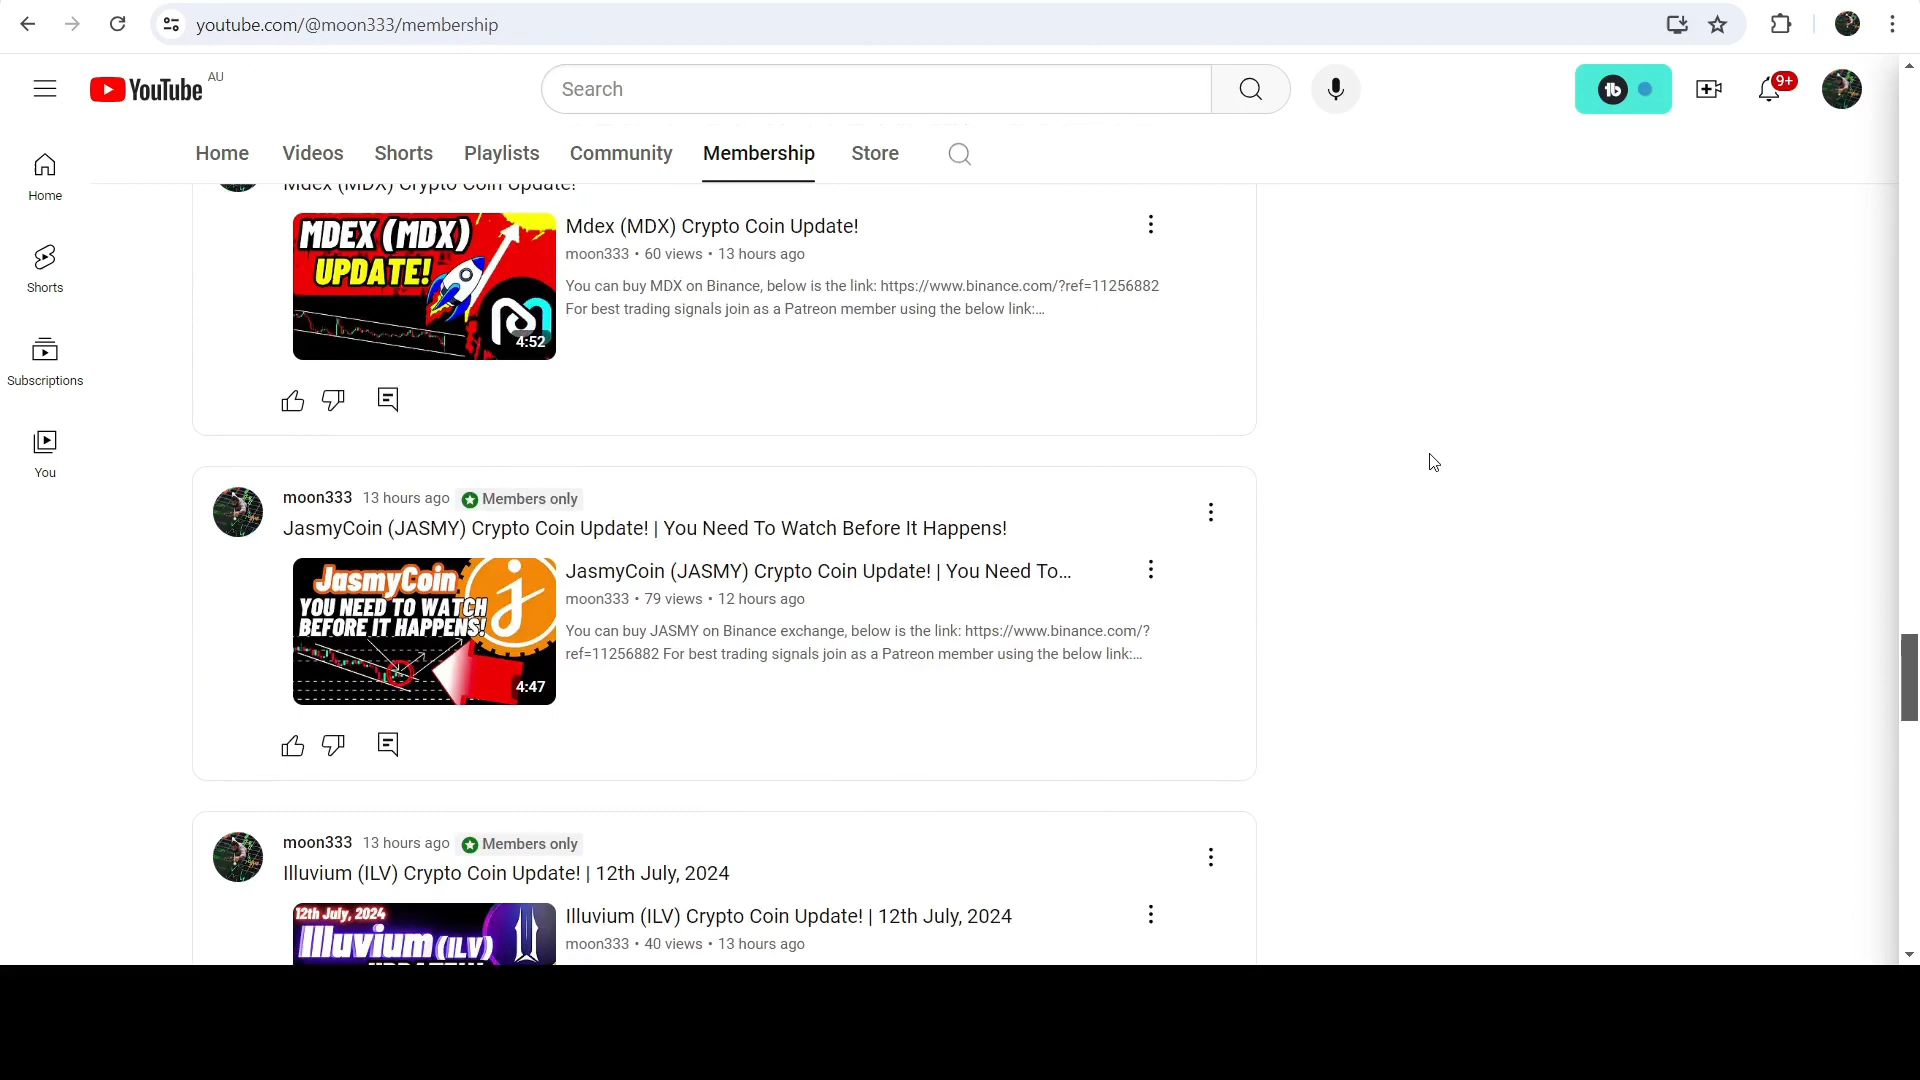 youtube.com/@moon333/membership
YouTube AU
Search
9+
Home Videos Shorts Playlists Community Membership Store
Home
Shorts
Subscriptions
You
Mdex (MDX) Crypto Coin Update!
MDEX (MDX)
UPDATE!
4:52
Mdex (MDX) Crypto Coin Update!
moon333 • 60 views • 13 hours ago
You can buy MDX on Binance, below is the link: https://www.binance.com/?ref=11256882
For best trading signals join as a Patreon member using the below link:...
moon333 13 hours ago Members only
JasmyCoin (JASMY) Crypto Coin Update! | You Need To Watch Before It Happens!
JasmyCoin
YOU NEED TO WATCH
BEFORE IT HAPPENS!
4:47
JasmyCoin (JASMY) Crypto Coin Update! | You Need To...
moon333 • 79 views • 12 hours ago
You can buy JASMY on Binance exchange, below is the link: https://www.binance.com/?
ref=11256882 For best trading signals join as a Patreon member using the below link:...
moon333 13 hours ago Members only
Illuvium (ILV) Crypto Coin Update! | 12th July, 2024
12th July, 2024
Illuvium (ILV)
Illuvium (ILV) Crypto Coin Update! | 12th July, 2024
moon333 • 40 views • 13 hours ago